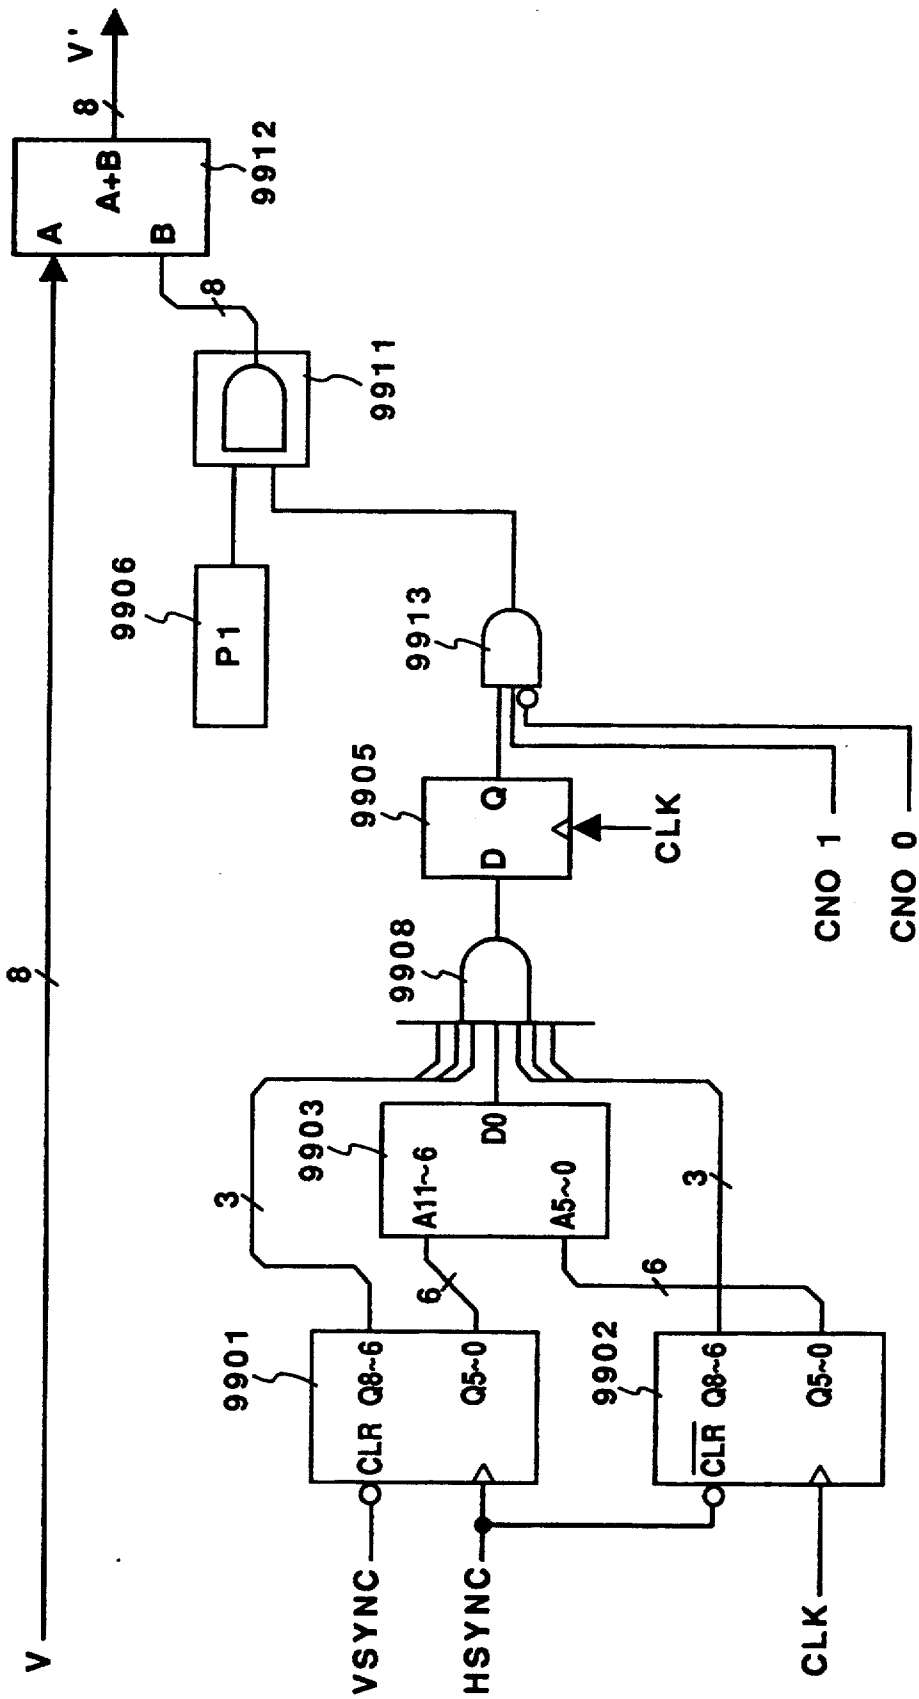 V
8
A
A+B
B
8
V'
9912
8
9911
P1
9906
VSYNC
CLR
Q8~6
9901
3
HSYNC
Q5~0
6
A11~6
D0
A5~0
9903
9908
D
Q
9905
CLK
9913
CNO 1
CNO 0
CLR
Q8~6
9902
3
CLK
Q5~0
6